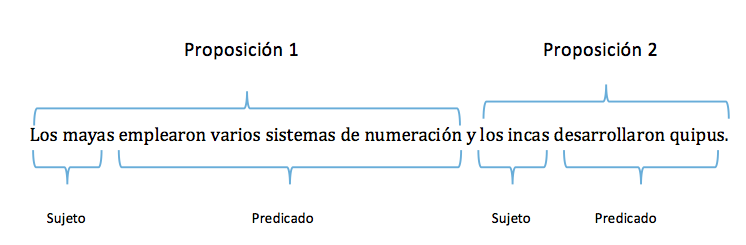 Proposición 1 Proposición 2
Los mayas emplearon varios sistemas de numeración y los incas desarrollaron quipus.
Sujeto Predicado Sujeto Predicado